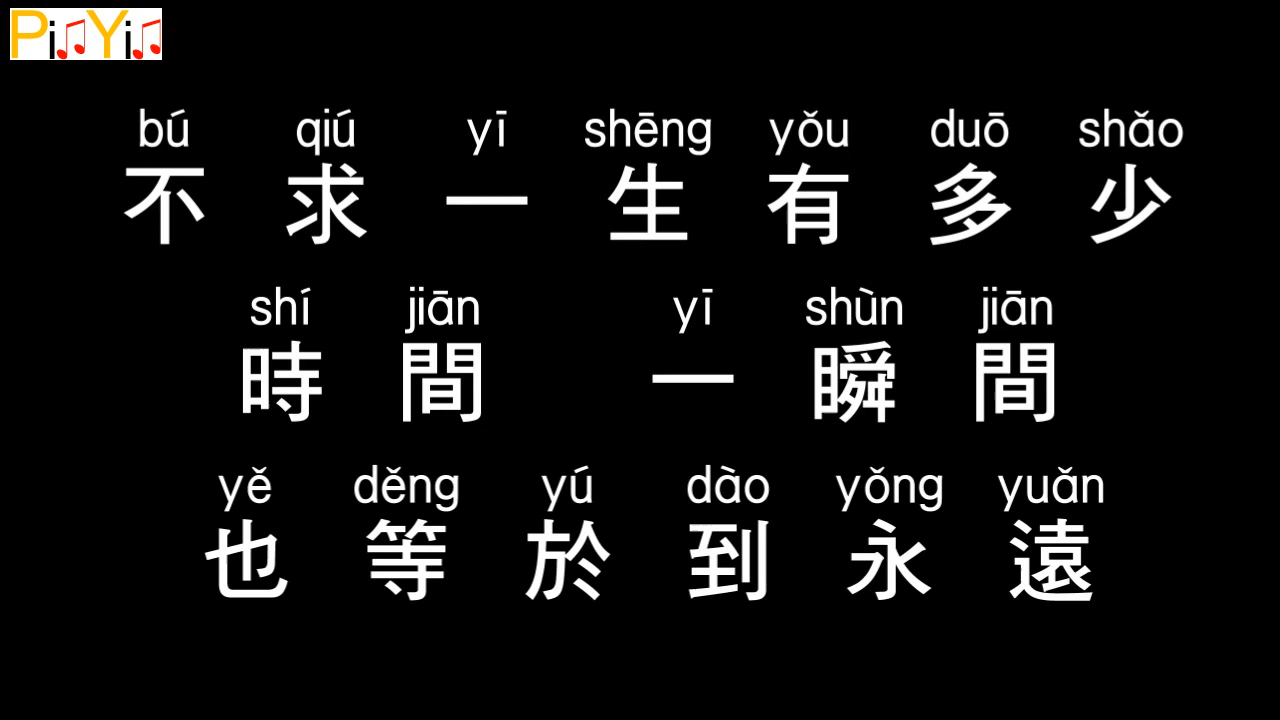 PinYin
bú qiú yī shēng yǒu duō shǎo
不 求 一 生 有 多 少
shí jiān yī shùn jiān
時 間 一 瞬 間
yě děng yú dào yǒng yuǎn
也 等 於 到 永 遠